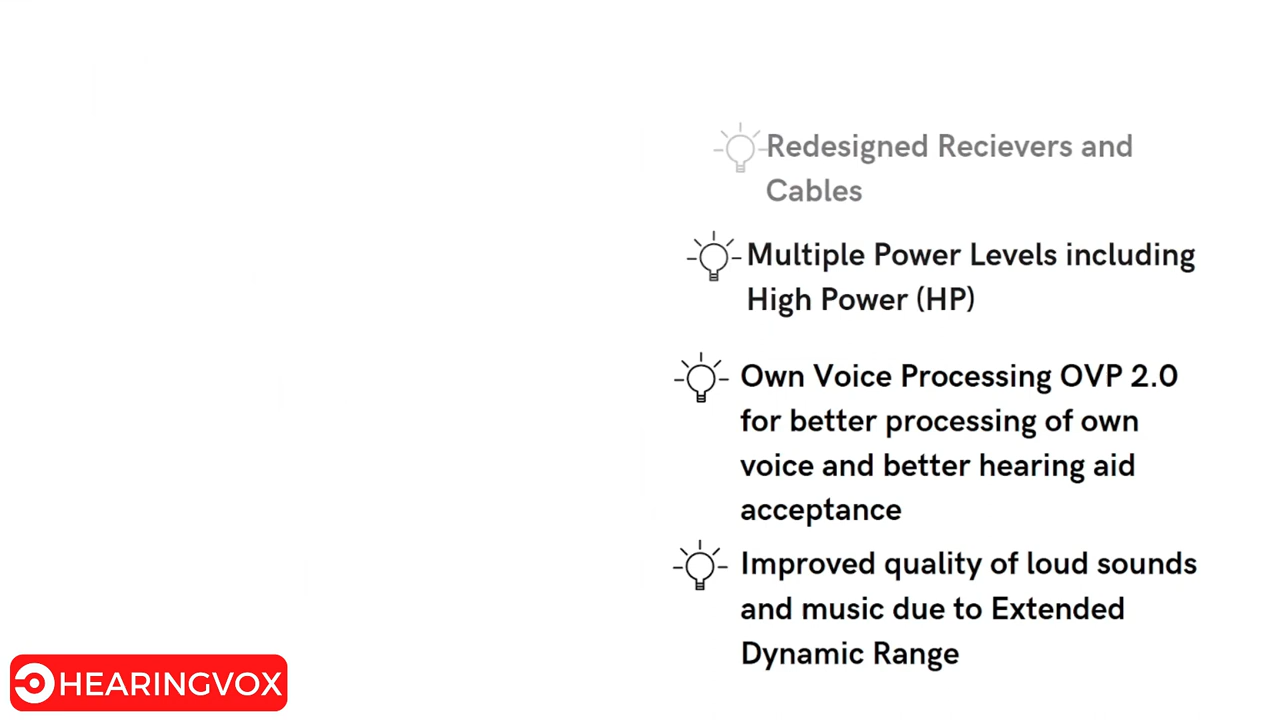 Redesigned Recievers and
Cables
Multiple Power Levels including
High Power (HP)
Own Voice Processing OVP 2.0
for better processing of own
voice and better hearing aid
acceptance
Improved quality of loud sounds
and music due to Extended
Dynamic Range
HEARINGVOX